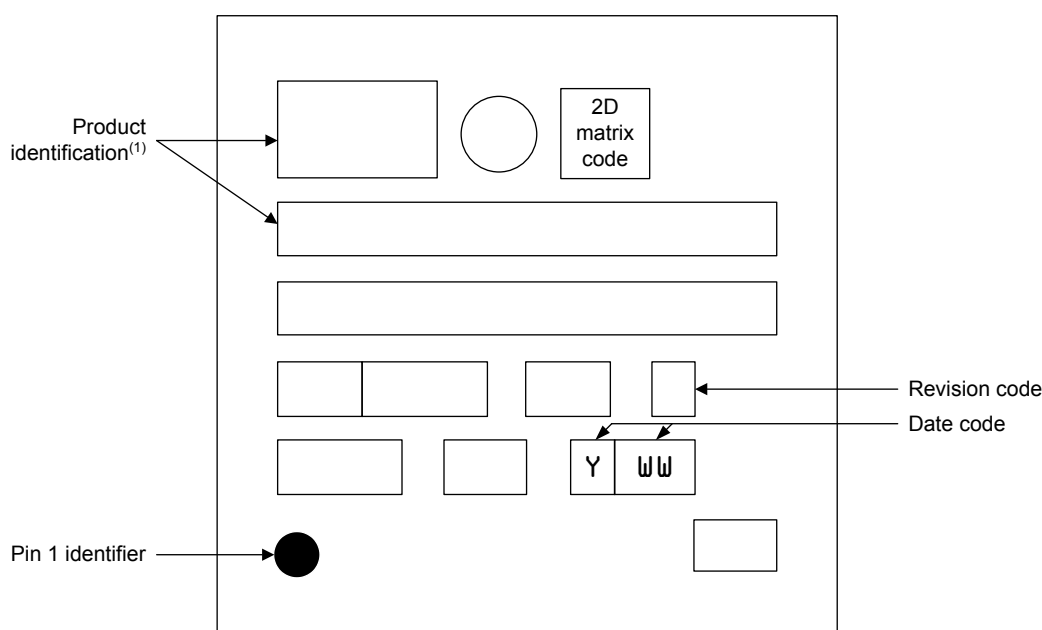 2D
matrix
code
Product
identification(1)
Revision code
Date code
Y WW
Pin 1 identifier